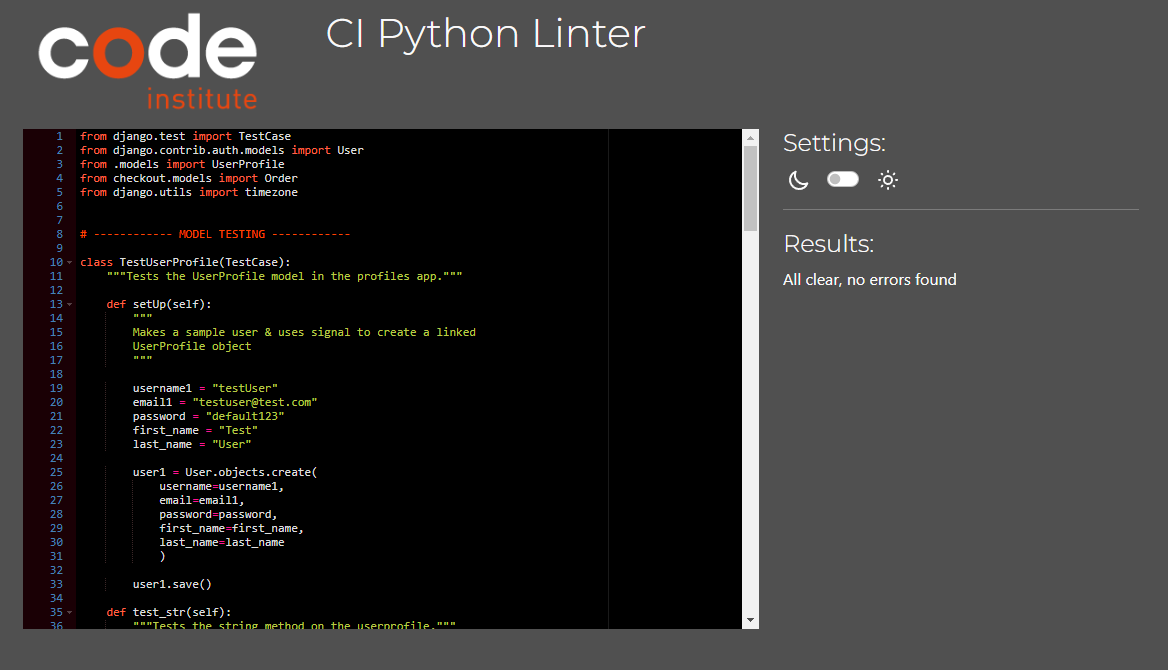 code
institute
CI Python Linter
1 from django.test import TestCase
2 from django.contrib.auth.models import User
3 from .models import UserProfile
4 from checkout.models import Order
5 from django.utils import timezone
6
7
8 # ------------ MODEL TESTING ------------
9
10 class TestUserProfile(TestCase):
11     """Tests the UserProfile model in the profiles app."""
12
13     def setUp(self):
14         """
15         Makes a sample user & uses signal to create a linked
16         UserProfile object
17         """
18
19         username1 = "testUser"
20         email1 = "testuser@test.com"
21         password = "default123"
22         first_name = "Test"
23         last_name = "User"
24
25         user1 = User.objects.create(
26             username=username1,
27             email=email1,
28             password=password,
29             first_name=first_name,
30             last_name=last_name
31             )
32
33         user1.save()
34
35     def test_str(self):
36         """Tests the string method on the userprofile."""
Settings:
Results:
All clear, no errors found